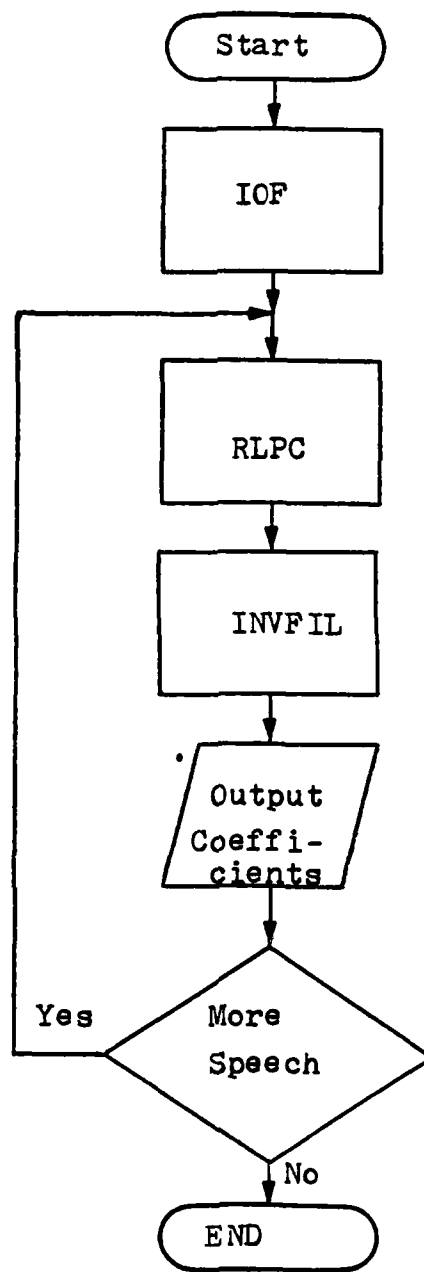 Start
IOF
RLPC
INVFIL
Output
Coeffi-
cients
Yes
More
Speech
No
END